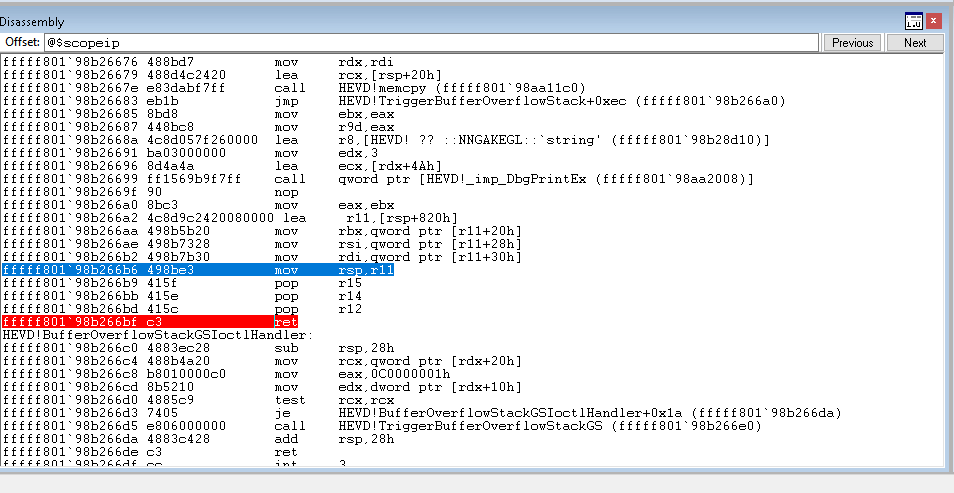 Disassembly
Offset: @$scopeip Previous Next
fffff801`98b26676 488bd7 mov rdx,rdi
fffff801`98b26679 488d4c2420 lea rcx,[rsp+20h]
fffff801`98b2667e e83dabf7ff call HEVD!memcpy (fffff801`98aa11c0)
fffff801`98b26683 eb1b jmp HEVD!TriggerBufferOverflowStack+0xec (fffff801`98b266a0)
fffff801`98b26685 8bd8 mov ebx,eax
fffff801`98b26687 448bc8 mov r9d,eax
fffff801`98b2668a 4c8d057f260000 lea r8,[HEVD! ?? ::NNGAKEGL::`string' (fffff801`98b28d10)]
fffff801`98b26691 ba03000000 mov edx,3
fffff801`98b26696 8d4a4a lea ecx,[rdx+4Ah]
fffff801`98b26699 ff1569b9f7ff call qword ptr [HEVD!_imp_DbgPrintEx (fffff801`98aa2008)]
fffff801`98b2669f 90 nop
fffff801`98b266a0 8bc3 mov eax,ebx
fffff801`98b266a2 4c8d9c2420080000 lea r11,[rsp+820h]
fffff801`98b266aa 498b5b20 mov rbx,qword ptr [r11+20h]
fffff801`98b266ae 498b7328 mov rsi,qword ptr [r11+28h]
fffff801`98b266b2 498b7b30 mov rdi,qword ptr [r11+30h]
fffff801`98b266b6 498be3 mov rsp,r11
fffff801`98b266b9 415f pop r15
fffff801`98b266bb 415e pop r14
fffff801`98b266bd 415c pop r12
fffff801`98b266bf c3 ret
HEVD!BufferOverflowStackGSIoctlHandler:
fffff801`98b266c0 4883ec28 sub rsp,28h
fffff801`98b266c4 488b4a20 mov rcx,qword ptr [rdx+20h]
fffff801`98b266c8 b8010000c0 mov eax,0C0000001h
fffff801`98b266cd 8b5210 mov edx,dword ptr [rdx+10h]
fffff801`98b266d0 4885c9 test rcx,rcx
fffff801`98b266d3 7405 je HEVD!BufferOverflowStackGSIoctlHandler+0x1a (fffff801`98b266da)
fffff801`98b266d5 e806000000 call HEVD!TriggerBufferOverflowStackGS (fffff801`98b266e0)
fffff801`98b266da 4883c428 add rsp,28h
fffff801`98b266de c3 ret
fffff801`98b266df cc int 3